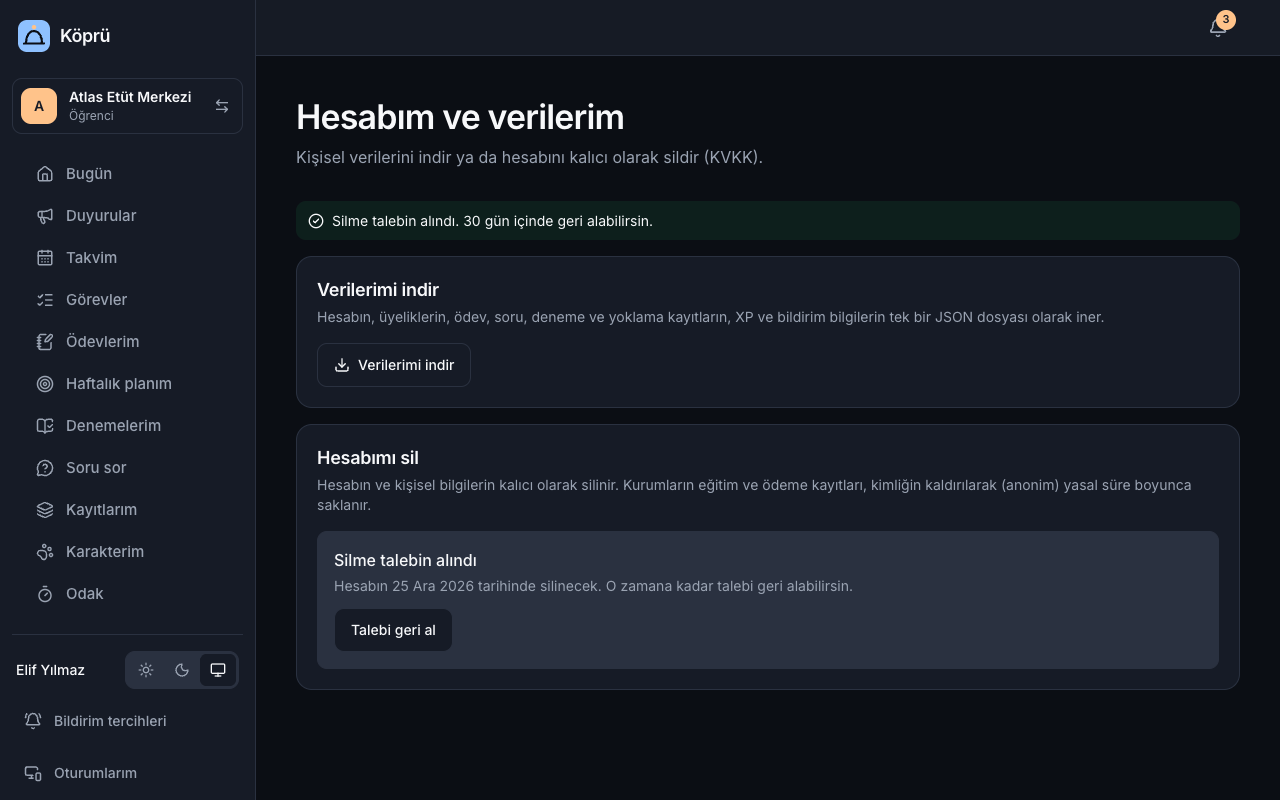 Köprü
3
A
Atlas Etüt Merkezi
Öğrenci
Bugün
Duyurular
Takvim
Görevler
Ödevlerim
Haftalık planım
Denemelerim
Soru sor
Kayıtlarım
Karakterim
Odak
Elif Yılmaz
Bildirim tercihleri
Oturumlarım
Hesabım ve verilerim
Kişisel verilerini indir ya da hesabını kalıcı olarak sildir (KVKK).
Silme talebin alındı. 30 gün içinde geri alabilirsin.
Verilerimi indir
Hesabın, üyeliklerin, ödev, soru, deneme ve yoklama kayıtların, XP ve bildirim bilgilerin tek bir JSON dosyası olarak iner.
Verilerimi indir
Hesabımı sil
Hesabın ve kişisel bilgilerin kalıcı olarak silinir. Kurumların eğitim ve ödeme kayıtları, kimliğin kaldırılarak (anonim) yasal süre boyunca
saklanır.
Silme talebin alındı
Hesabın 25 Ara 2026 tarihinde silinecek. O zamana kadar talebi geri alabilirsin.
Talebi geri al